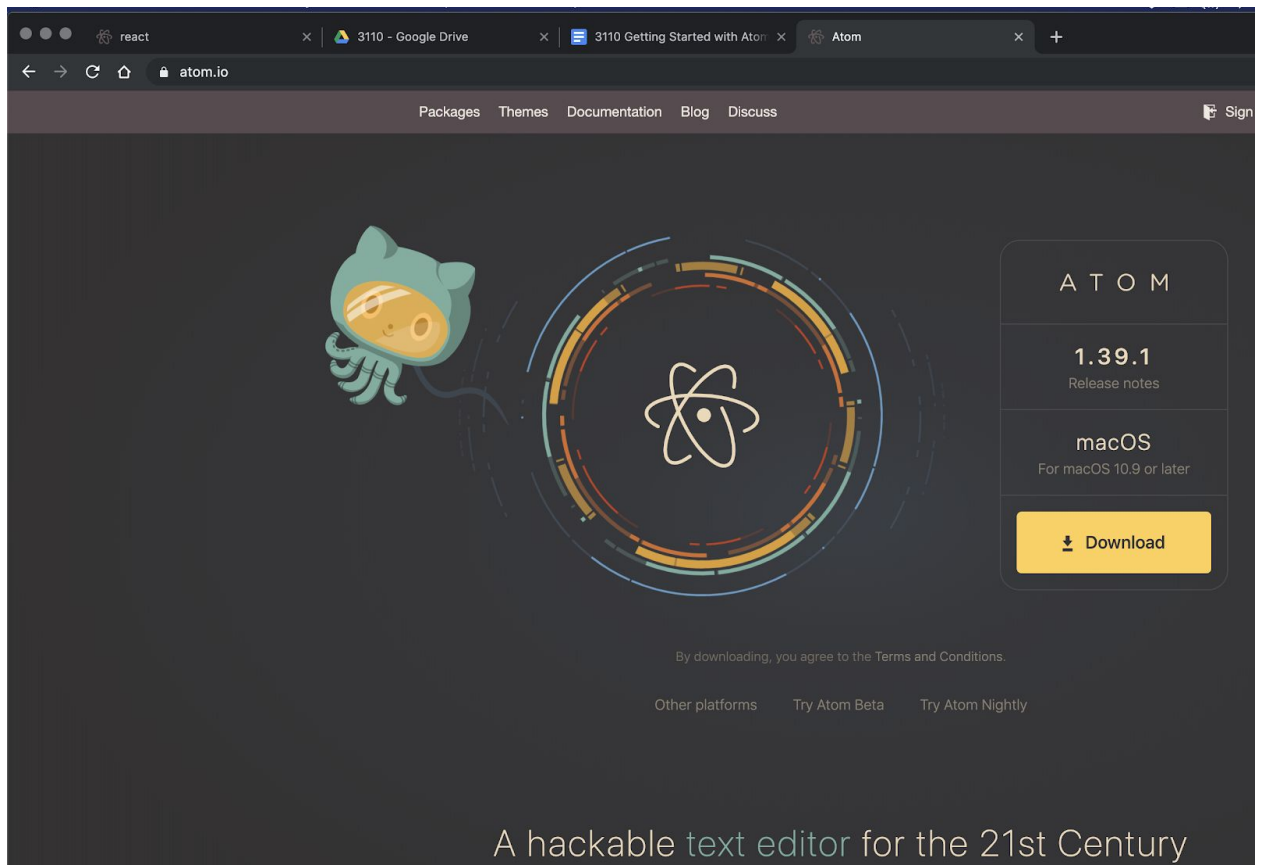 react
3110 - Google Drive
3110 Getting Started with Atom
Atom
atom.io
Packages Themes Documentation Blog Discuss
Sign
ATOM
1.39.1
Release notes
macOS
For macOS 10.9 or later
Download
By downloading, you agree to the Terms and Conditions.
Other platforms Try Atom Beta Try Atom Nightly
A hackable text editor for the 21st Century